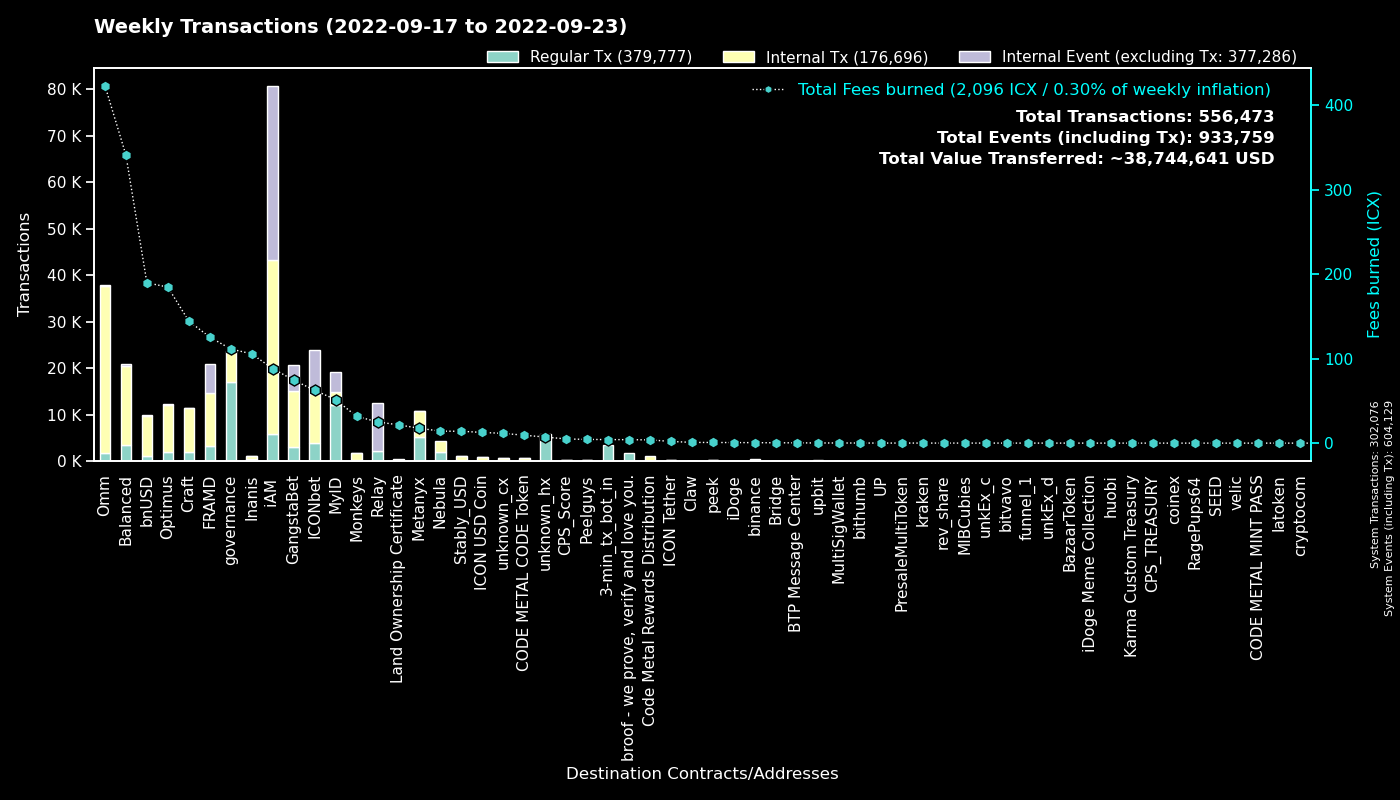 Weekly Transactions (2022-09-17 to 2022-09-23)
Regular Tx (379,777)
Internal Tx (176,696)
Internal Event (excluding Tx: 377,286)
Total Fees burned (2,096 ICX / 0.30% of weekly inflation)
Total Transactions: 556,473
Total Events (including Tx): 933,759
Total Value Transferred: ~38,744,641 USD
Transactions
80 K
70 K
60 K
50 K
40 K
30 K
20 K
10 K
0 K
400
300
200
100
0
Fees burned (ICX)
System Transactions: 302,076
System Events (including Tx): 604,129
Omm
Balanced
bnUSD
Optimus
Craft
FRAMD
governance
Inanis
iAM
GangstaBet
ICONbet
MyID
Monkeys
Relay
Land Ownership Certificate
Metanyx
Nebula
Stably_USD
ICON USD Coin
unknown_cx
CODE METAL CODE Token
unknown_hx
CPS_Score
Peelguys
3-min_tx_bot_in
broof - we prove, verify and love you.
Code Metal Rewards Distribution
ICON Tether
Claw
peek
iDoge
binance
Bridge
BTP Message Center
upbit
MultiSigWallet
bithumb
UP
PresaleMultiToken
kraken
rev_share
MIBCubies
unkEx_c
bitvavo
funnel_1
unkEx_d
BazaarToken
iDoge Meme Collection
huobi
Karma Custom Treasury
CPS_TREASURY
coinex
RagePups64
SEED
velic
CODE METAL MINT PASS
latoken
cryptocom
Destination Contracts/Addresses